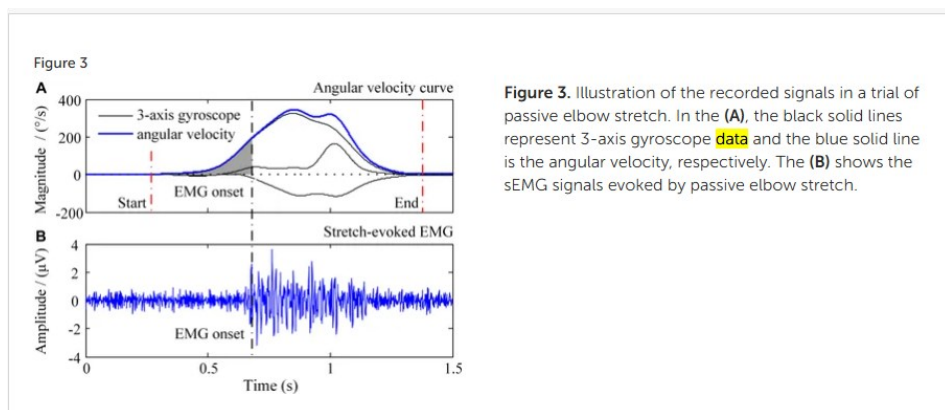 Figure 3
A
Angular velocity curve
400
3-axis gyroscope
angular velocity
200
0
-200
Magnitude / (°/s)
EMG onset
Start
End
B
Stretch-evoked EMG
4
2
0
-2
-4
Amplitude / (μV)
EMG onset
0
0.5
1
1.5
Time (s)
Figure 3. Illustration of the recorded signals in a trial of
passive elbow stretch. In the (A), the black solid lines
represent 3-axis gyroscope data and the blue solid line
is the angular velocity, respectively. The (B) shows the
sEMG signals evoked by passive elbow stretch.